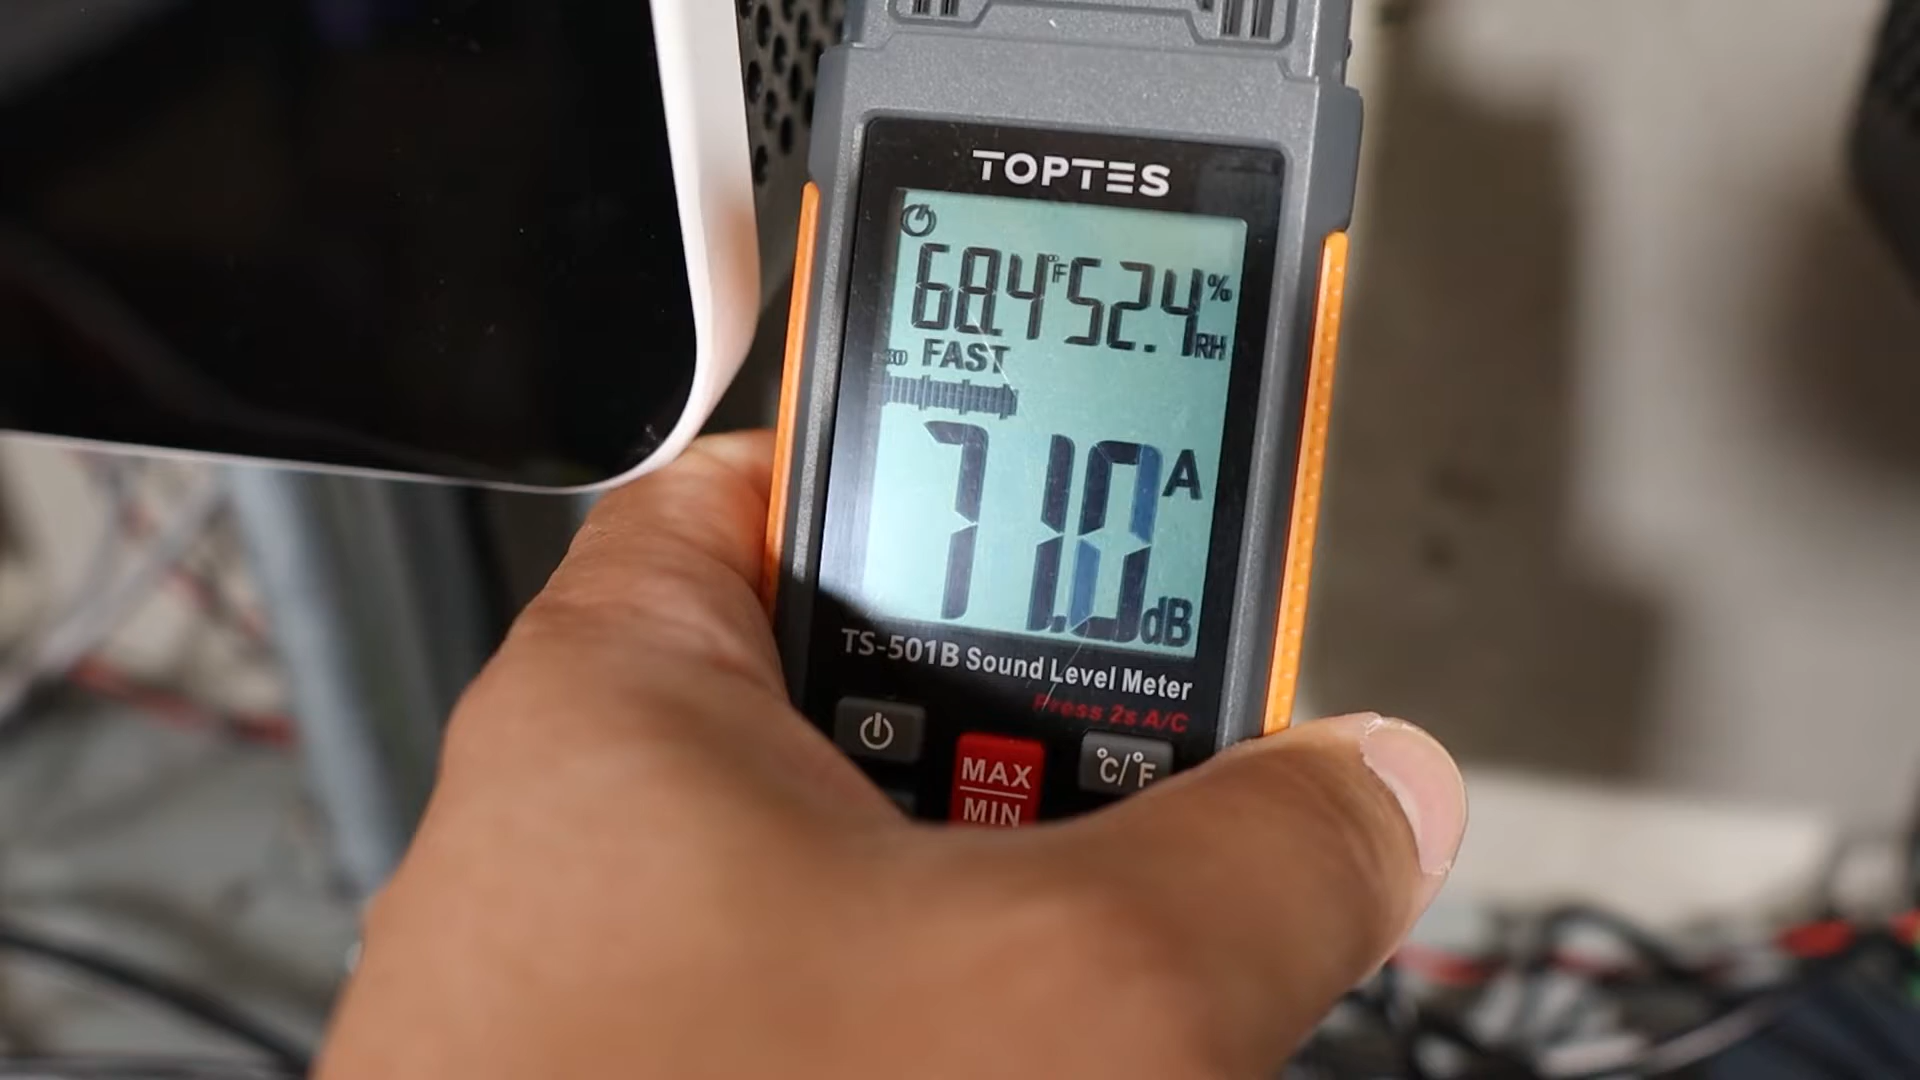 TOPTES
68.4°F 52.4%RH
30 FAST
71.0 A dB
TS-501B Sound Level Meter
Press 2s A/C
°C/°F
MAX
MIN